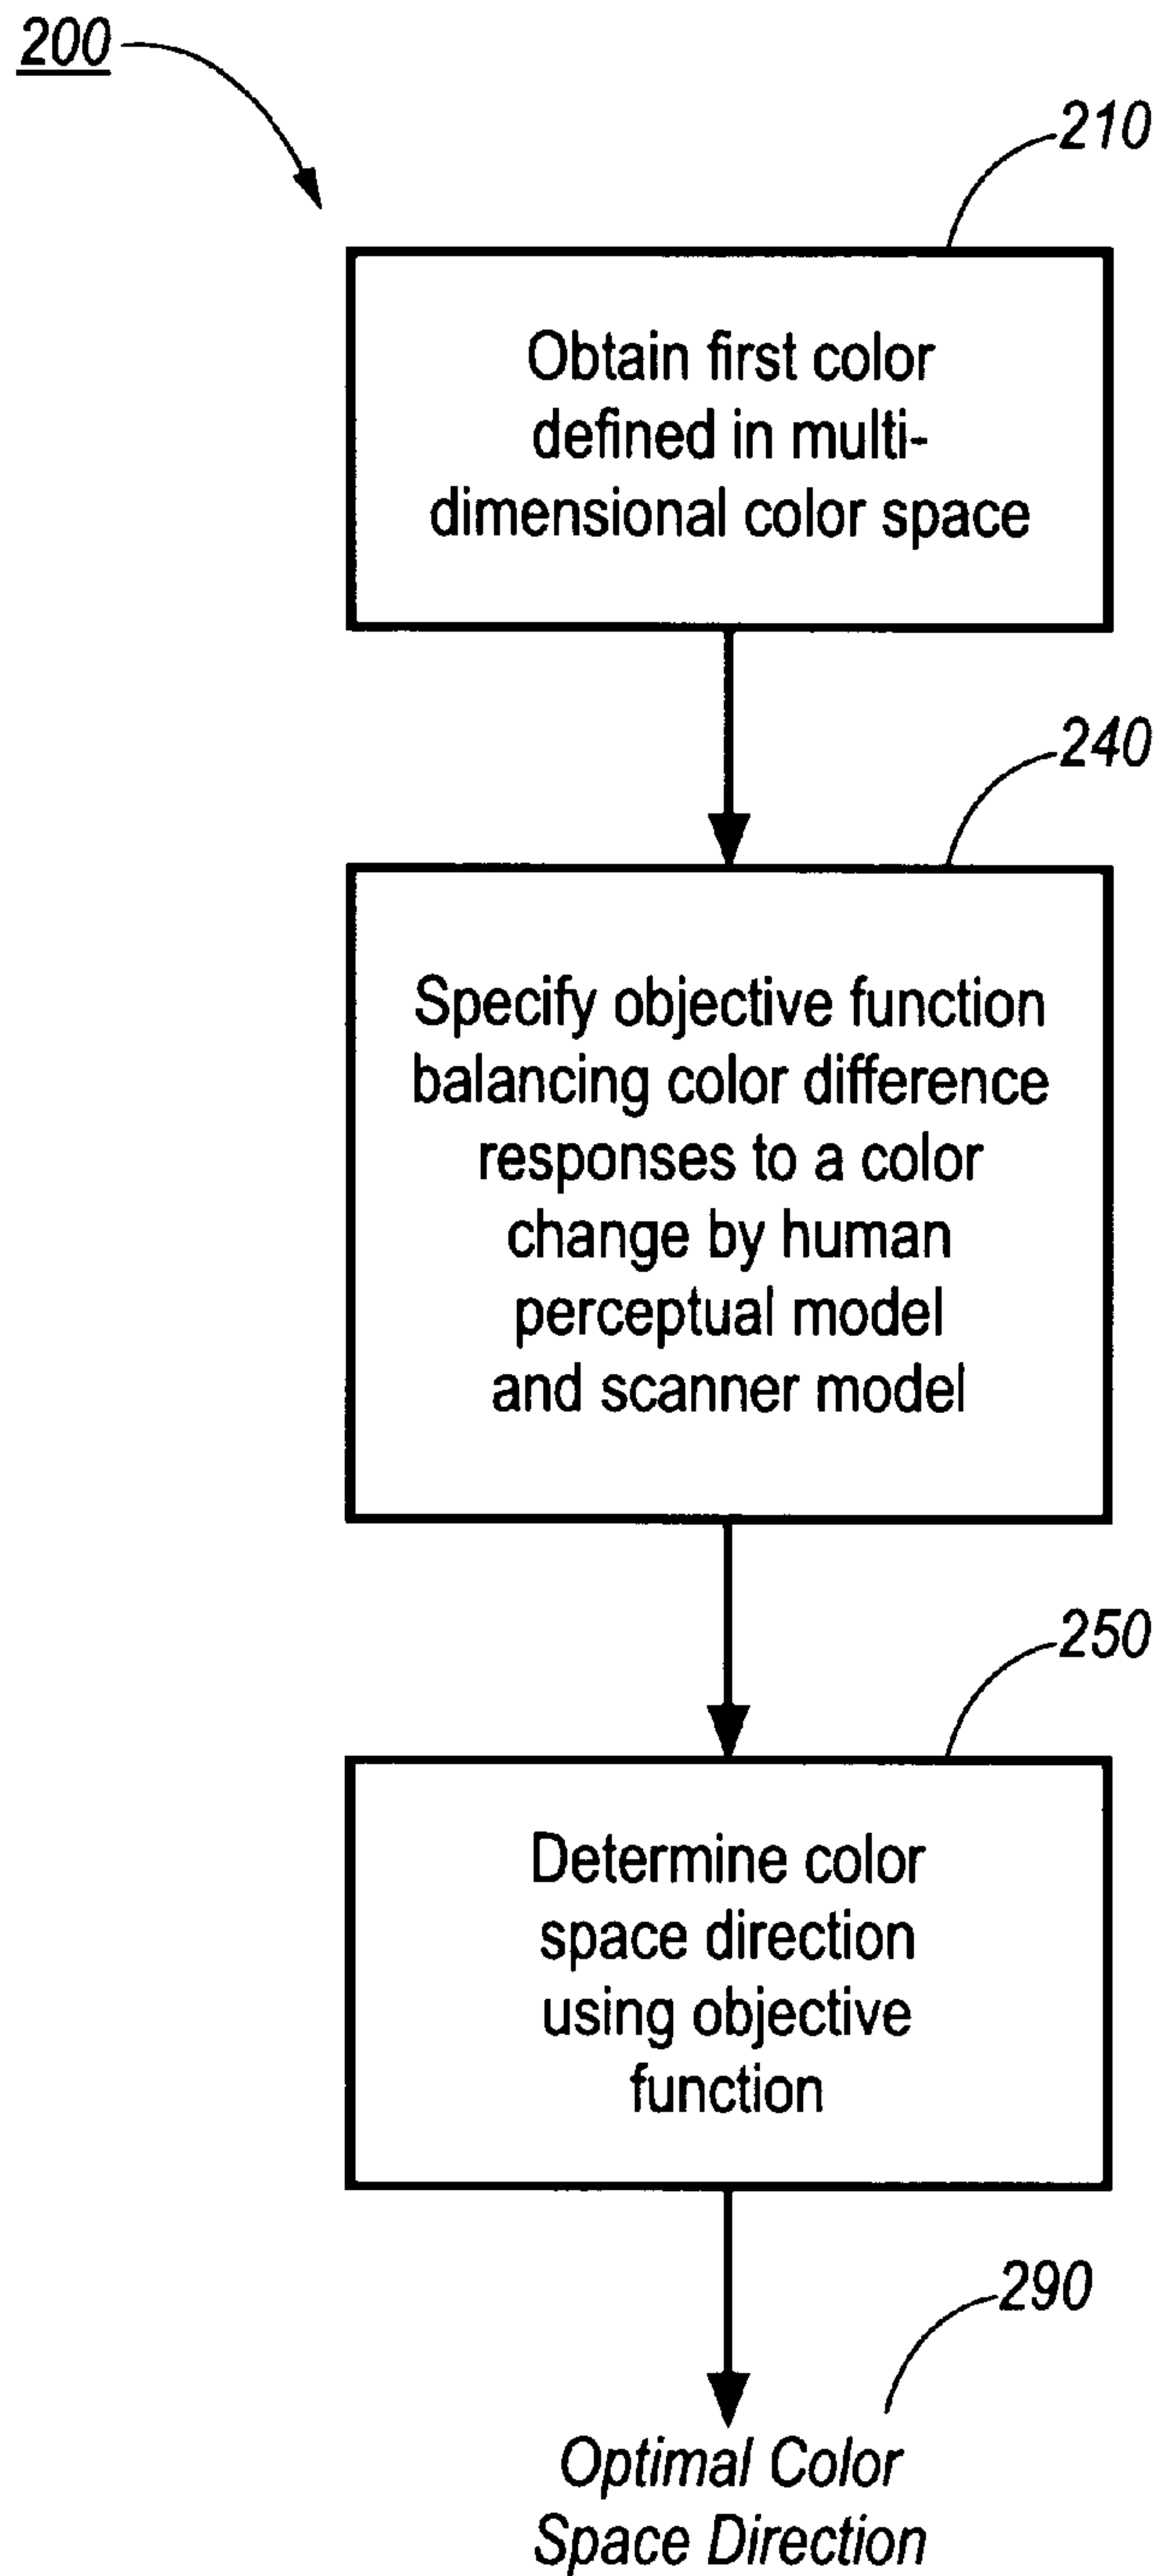 200
210
Obtain first color
defined in multi-
dimensional color space
240
Specify objective function
balancing color difference
responses to a color
change by human
perceptual model
and scanner model
250
Determine color
space direction
using objective
function
290
Optimal Color
Space Direction